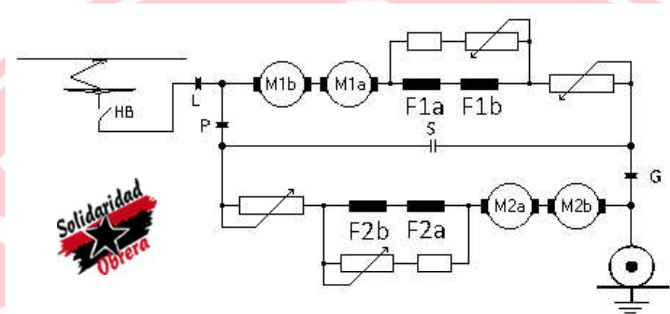 M1b
M1a
F1a
F1b
HB
L
P
S
G
F2b
F2a
M2a
M2b
Solidaridad
Obrera